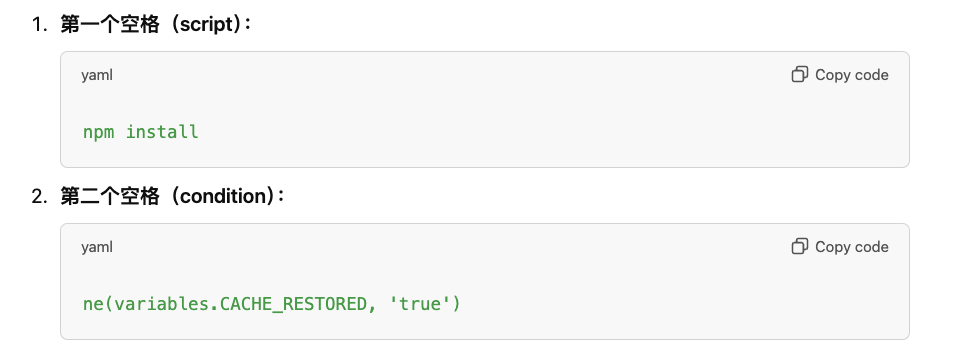 1. 第一个空格（script）：
yaml Copy code
npm install
2. 第二个空格（condition）：
yaml Copy code
ne(variables.CACHE_RESTORED, 'true')